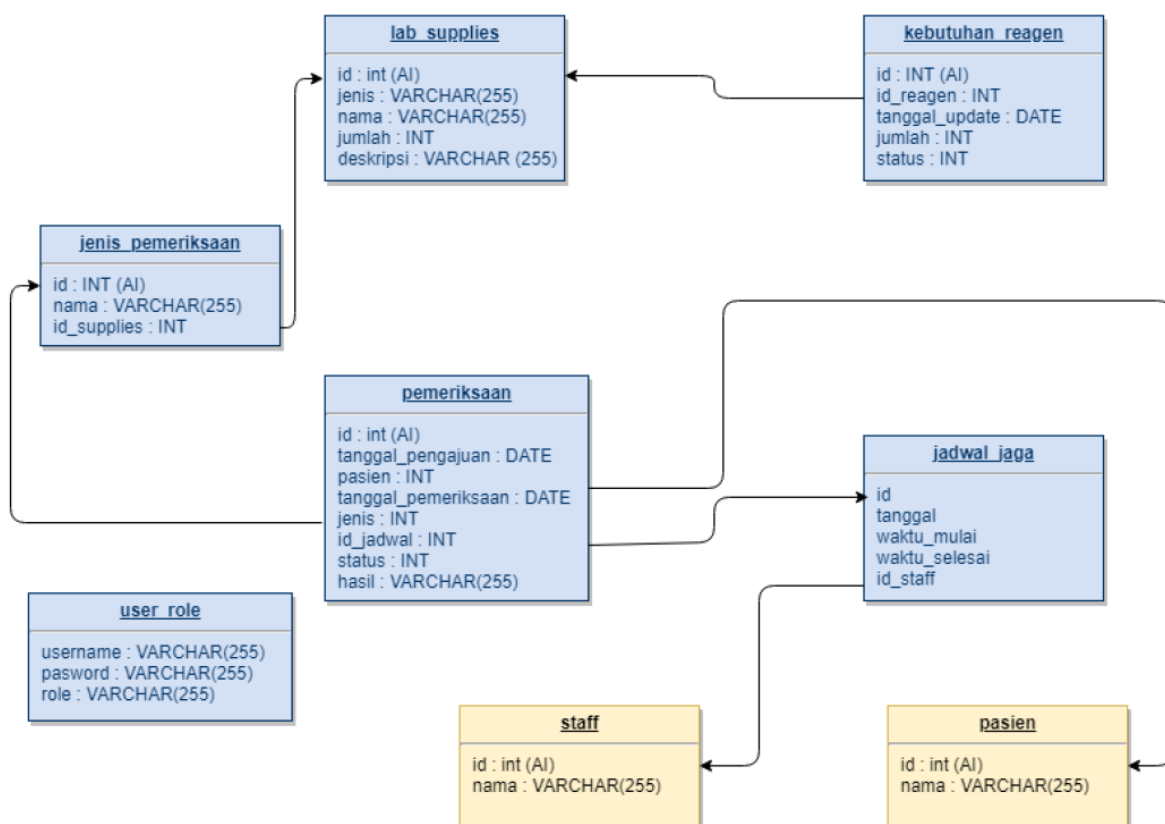 lab_supplies
id : int (AI)
jenis : VARCHAR(255)
nama : VARCHAR(255)
jumlah : INT
deskripsi : VARCHAR (255)
kebutuhan_reagen
id : INT (AI)
id_reagen : INT
tanggal_update : DATE
jumlah : INT
status : INT
jenis_pemeriksaan
id : INT (AI)
nama : VARCHAR(255)
id_supplies : INT
pemeriksaan
id : int (AI)
tanggal_pengajuan : DATE
pasien : INT
tanggal_pemeriksaan : DATE
jenis : INT
id_jadwal : INT
status : INT
hasil : VARCHAR(255)
jadwal_jaga
id
tanggal
waktu_mulai
waktu_selesai
id_staff
user_role
username : VARCHAR(255)
pasword : VARCHAR(255)
role : VARCHAR(255)
staff
id : int (AI)
nama : VARCHAR(255)
pasien
id : int (AI)
nama : VARCHAR(255)